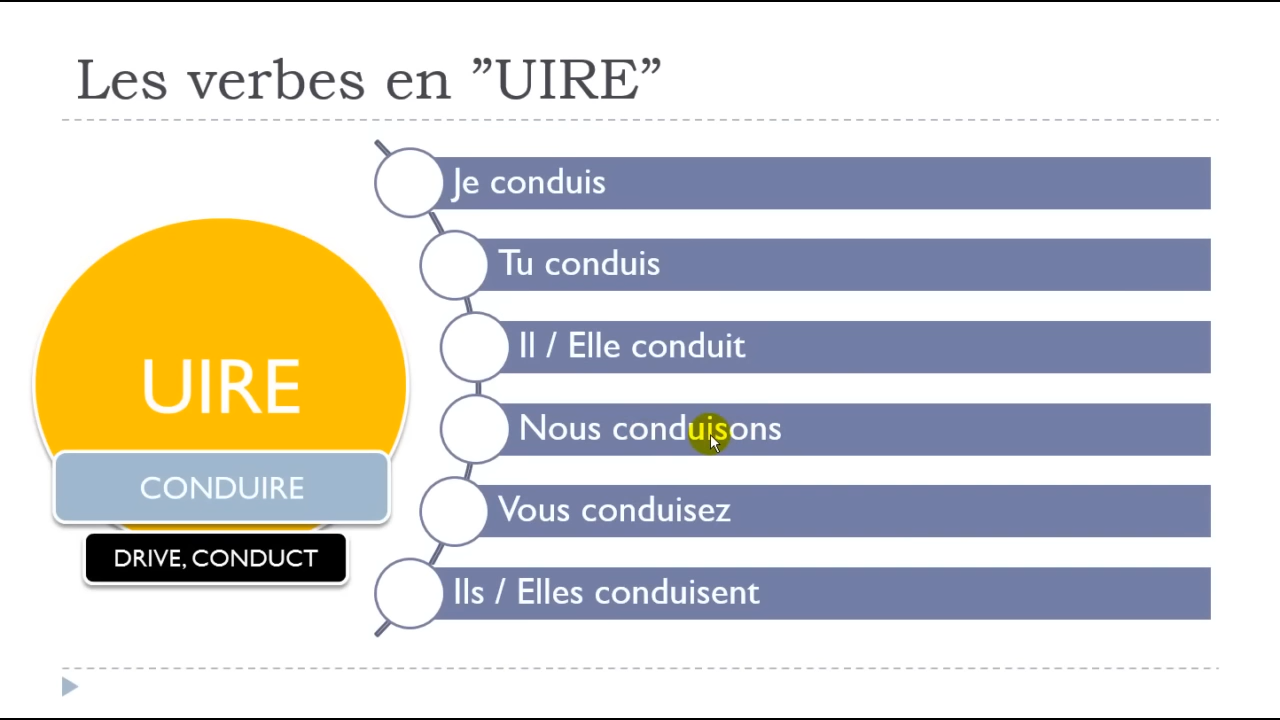 Les verbes en ”UIRE”
UIRE
CONDUIRE
DRIVE, CONDUCT
Je conduis
Tu conduis
Il / Elle conduit
Nous conduisons
Vous conduisez
Ils / Elles conduisent